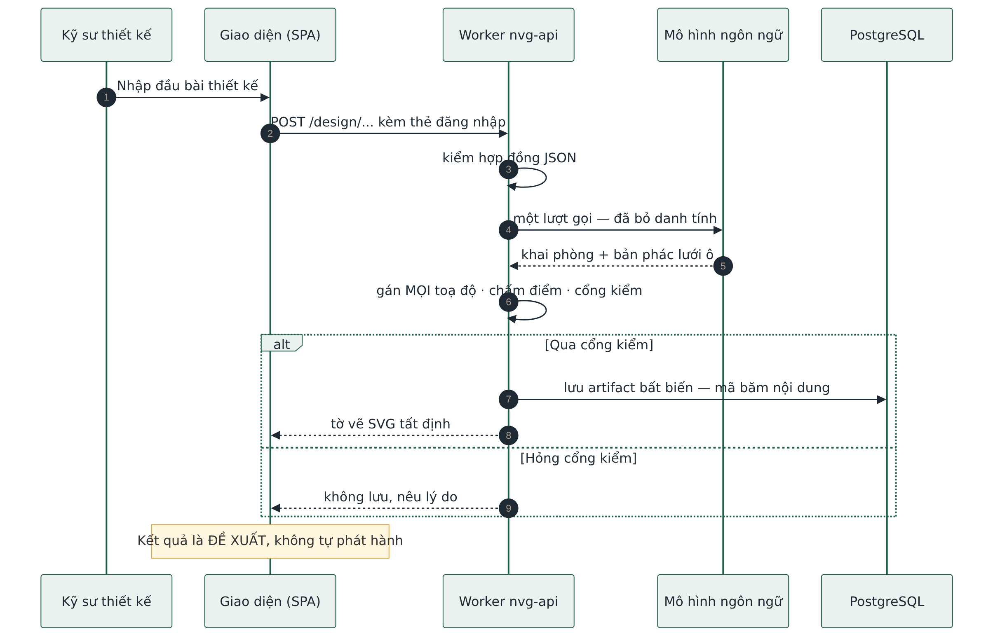 Kỹ sư thiết kế
Giao diện (SPA)
Worker nvg-api
Mô hình ngôn ngữ
PostgreSQL
Nhập đầu bài thiết kế
1
POST /design/... kèm thẻ đăng nhập
2
kiểm hợp đồng JSON
3
một lượt gọi — đã bỏ danh tính
4
khai phòng + bản phác lưới ô
5
gán MỌI toạ độ · chấm điểm · cổng kiểm
6
alt
[Qua cổng kiểm]
lưu artifact bất biến — mã băm nội dung
7
tờ vẽ SVG tất định
8
[Hỏng cổng kiểm]
không lưu, nêu lý do
9
Kết quả là ĐỀ XUẤT, không tự phát hành
Kỹ sư thiết kế
Giao diện (SPA)
Worker nvg-api
Mô hình ngôn ngữ
PostgreSQL